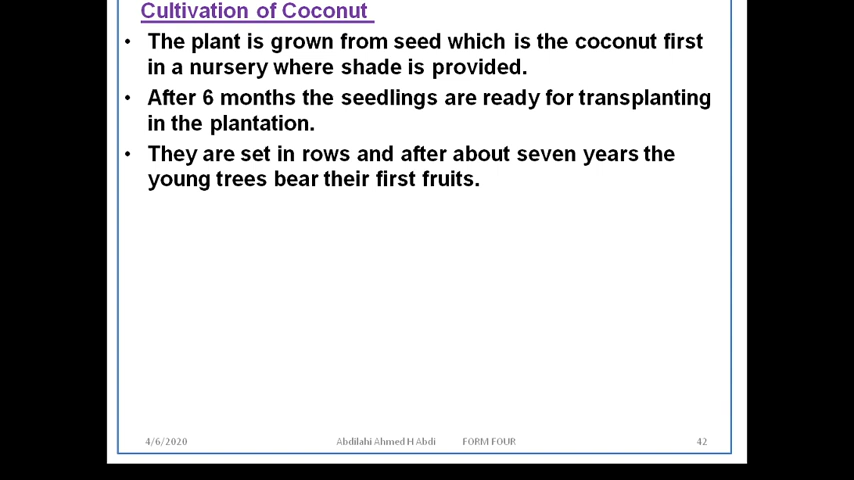 Cultivation of Coconut
• The plant is grown from seed which is the coconut first
in a nursery where shade is provided.
• After 6 months the seedlings are ready for transplanting
in the plantation.
• They are set in rows and after about seven years the
young trees bear their first fruits.
4/6/2020 Abdilahi Ahmed H Abdi FORM FOUR 42